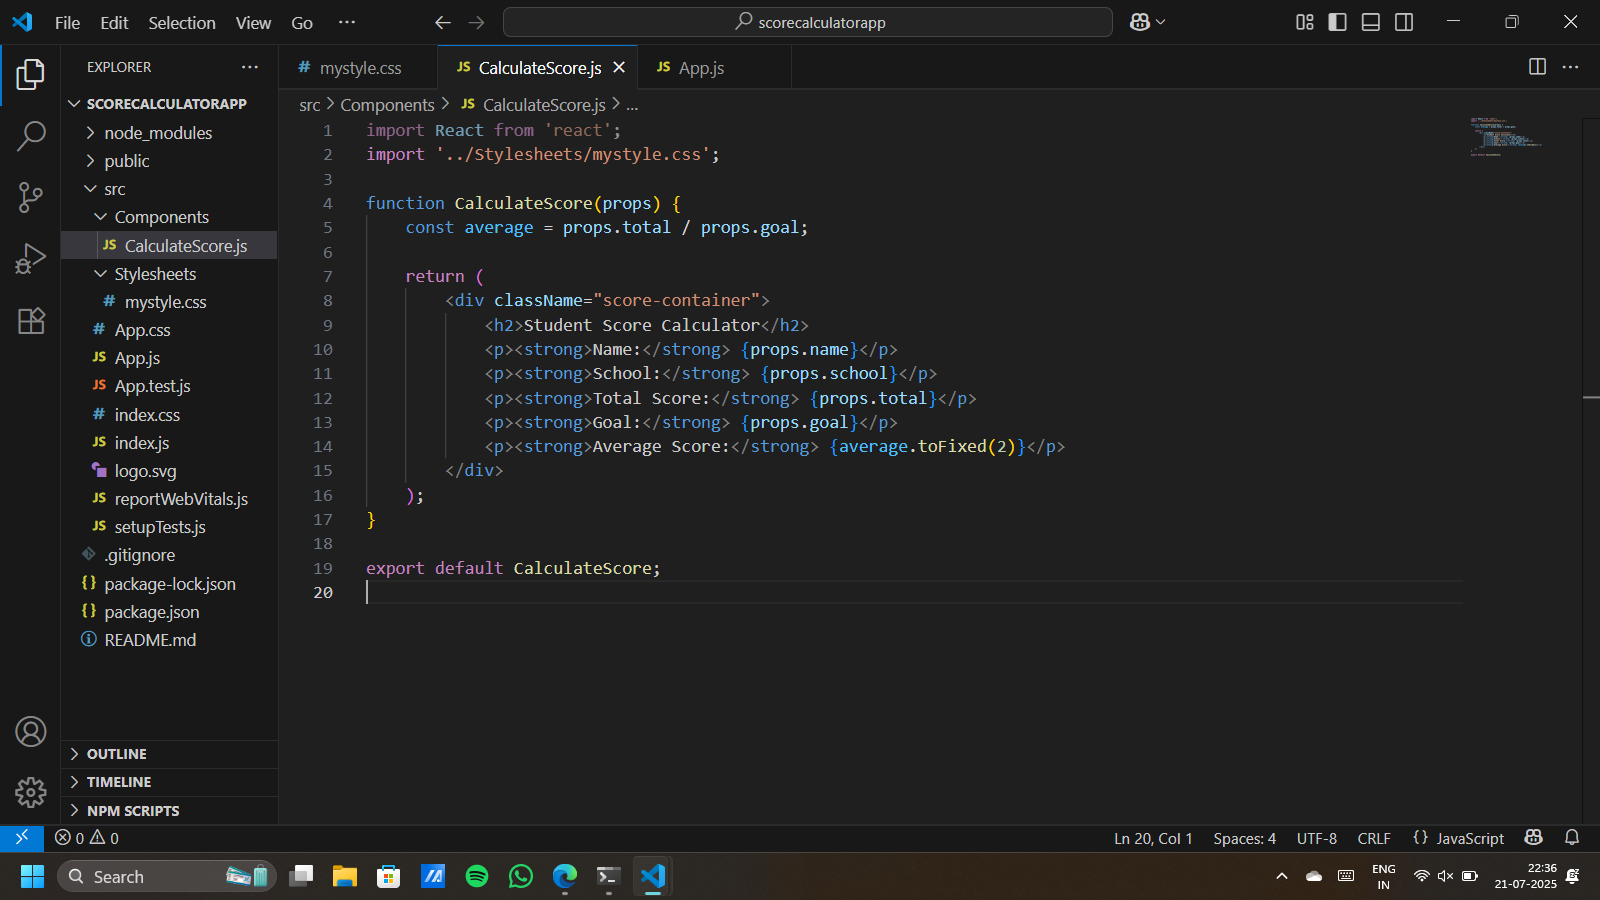 File Edit Selection View Go ··· scorecalculatorapp
EXPLORER ···
SCORECALCULATORAPP
node_modules
public
src
Components
JS CalculateScore.js
Stylesheets
# mystyle.css
# App.css
JS App.js
JS App.test.js
# index.css
JS index.js
logo.svg
JS reportWebVitals.js
JS setupTests.js
.gitignore
{} package-lock.json
{} package.json
README.md
OUTLINE
TIMELINE
NPM SCRIPTS
# mystyle.css JS CalculateScore.js JS App.js ···
src > Components > JS CalculateScore.js > ...
1 import React from 'react';
2 import '../Stylesheets/mystyle.css';
3
4 function CalculateScore(props) {
5 const average = props.total / props.goal;
6
7 return (
8 <div className="score-container">
9 <h2>Student Score Calculator</h2>
10 <p><strong>Name:</strong> {props.name}</p>
11 <p><strong>School:</strong> {props.school}</p>
12 <p><strong>Total Score:</strong> {props.total}</p>
13 <p><strong>Goal:</strong> {props.goal}</p>
14 <p><strong>Average Score:</strong> {average.toFixed(2)}</p>
15 </div>
16 );
17 }
18
19 export default CalculateScore;
20
0 0 Ln 20, Col 1 Spaces: 4 UTF-8 CRLF {} JavaScript
Search ENG 22:36
IN 21-07-2025